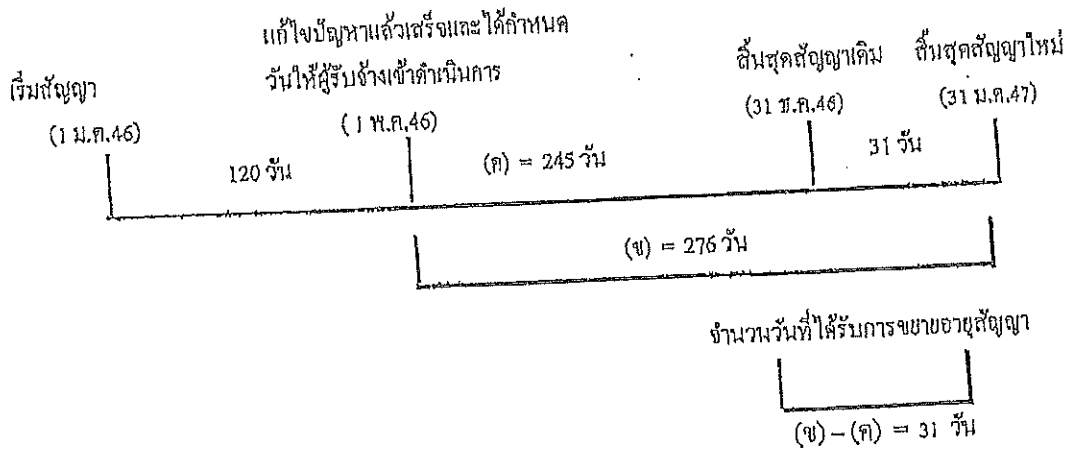 แก้ไขปัญหาแล้วเสร็จและได้กำหนด
วันให้ผู้รับจ้างเข้าดำเนินการ
(1 พ.ค.46)
เริ่มสัญญา
(1 ม.ค.46)
สิ้นสุดสัญญาเดิม
(31 ธ.ค.46)
สิ้นสุดสัญญาใหม่
(31 ม.ค.47)
120 วัน
(ค) = 245 วัน
31 วัน
(ข) = 276 วัน
จำนวนวันที่ได้รับการขยายอายุสัญญา
(ข) – (ค) = 31 วัน